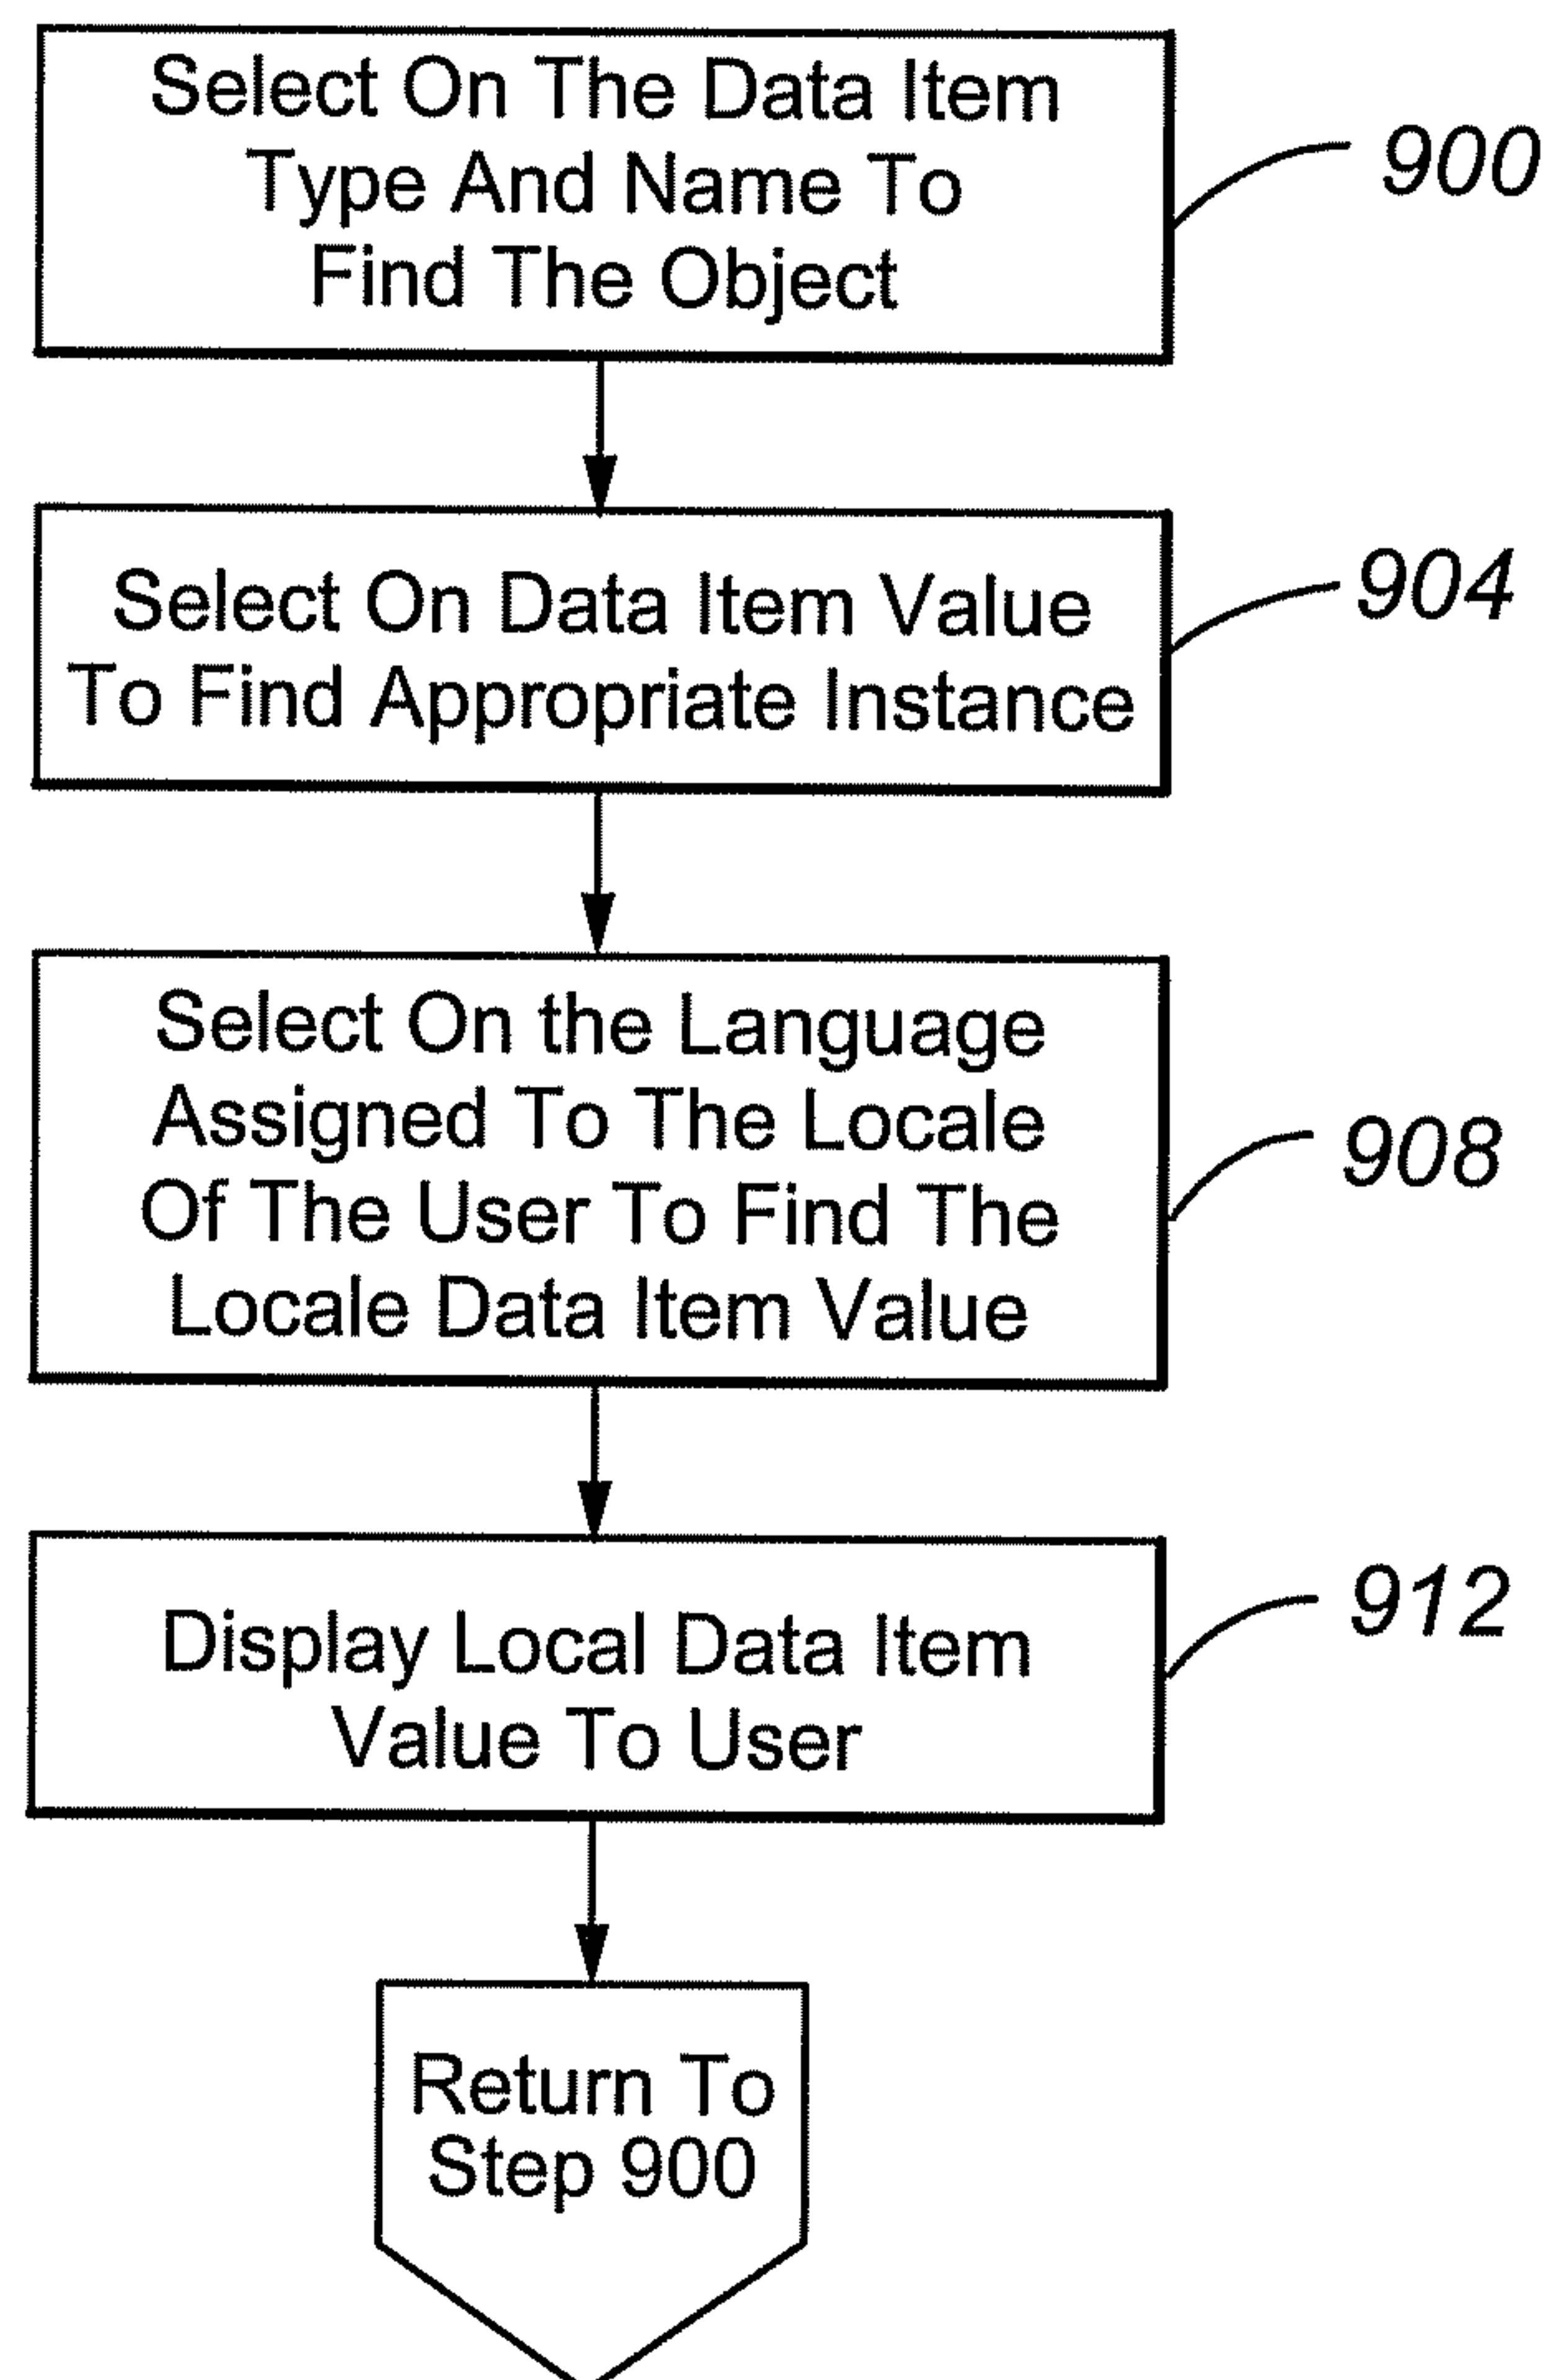 Select On The Data Item
Type And Name To
Find The Object
900
Select On Data Item Value
To Find Appropriate Instance
904
Select On the Language
Assigned To The Locale
Of The User To Find The
Locale Data Item Value
908
Display Local Data Item
Value To User
912
Return To
Step 900